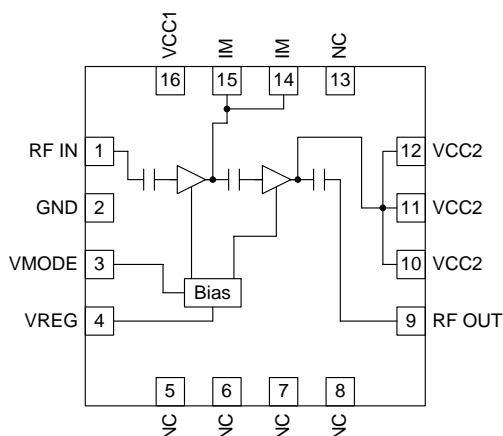 VCC1 IM IM NC
16 15 14 13
RF IN 1
12 VCC2
GND 2
11 VCC2
VMODE 3
10 VCC2
Bias
VREG 4
9 RF OUT
5 6 7 8
NC NC NC NC